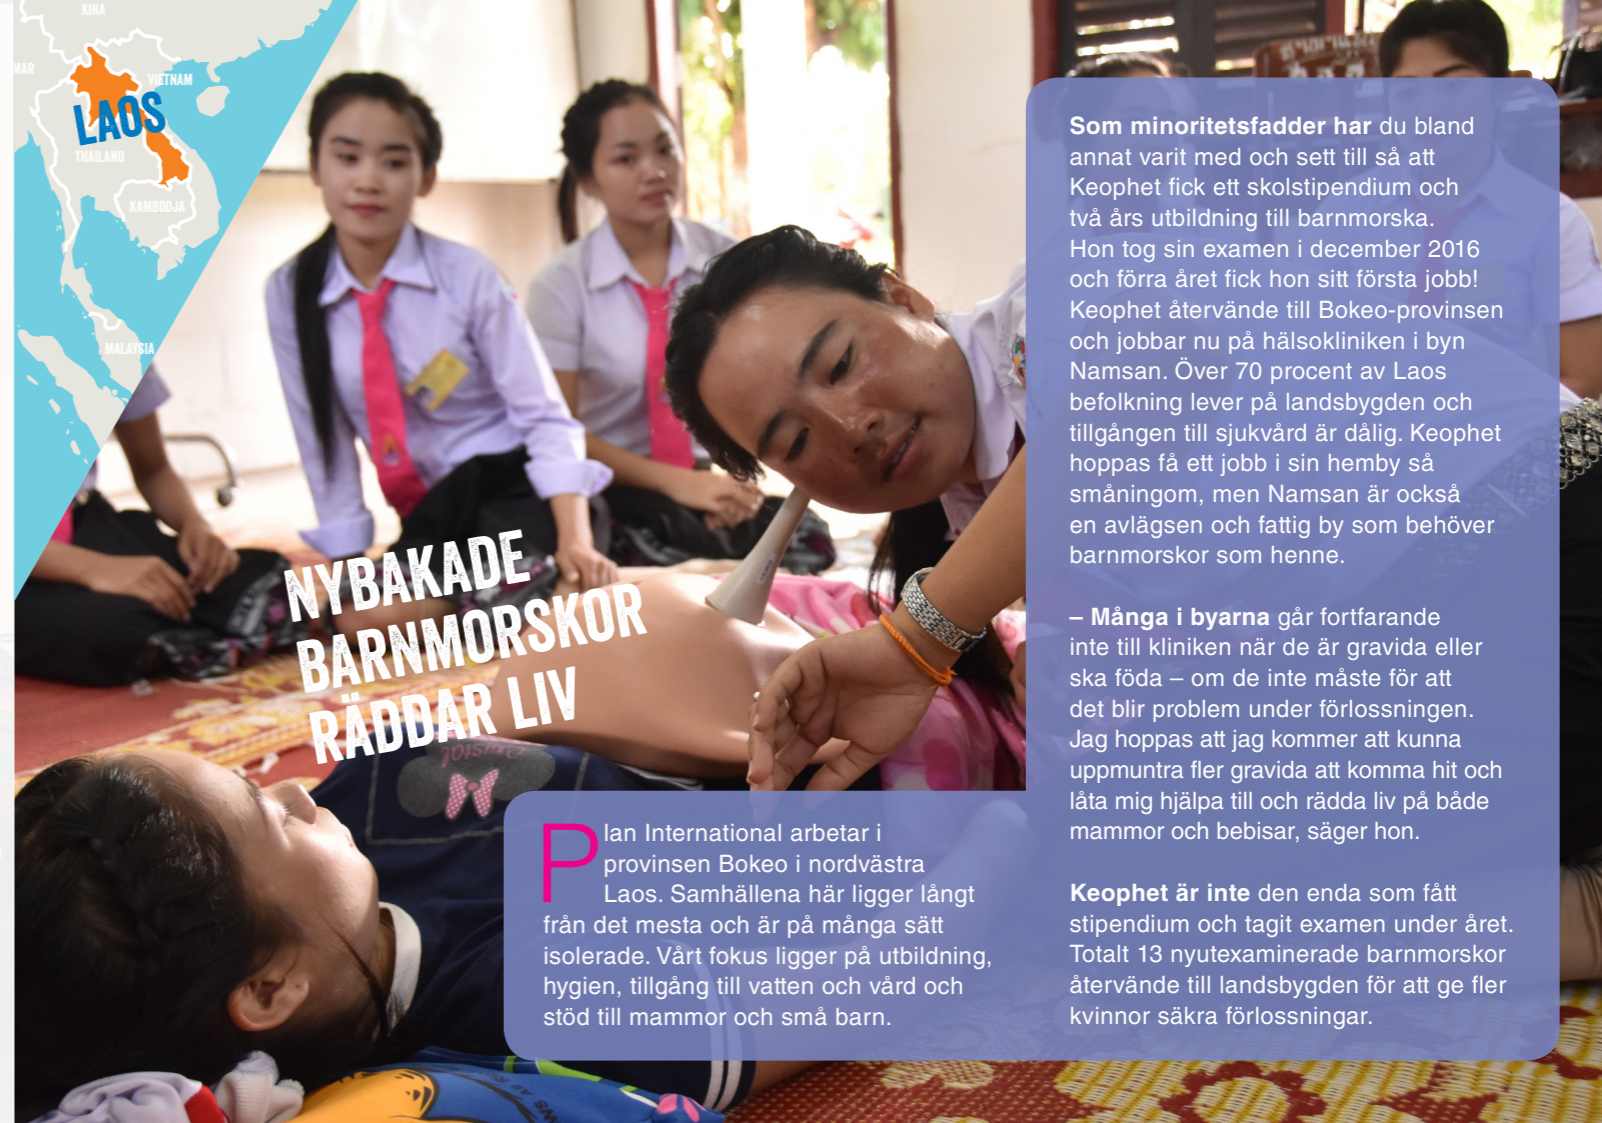 KINA
MAR
VIETNAM
LAOS
THAILAND
KAMBODJA
MALAYSIA
NYBAKADE
BARNMORSKOR
RÄDDAR LIV
Plan International arbetar i
provinsen Bokeo i nordvästra
Laos. Samhällena här ligger långt
från det mesta och är på många sätt
isolerade. Vårt fokus ligger på utbildning,
hygien, tillgång till vatten och vård och
stöd till mammor och små barn.
Som minoritetsfadder har du bland
annat varit med och sett till så att
Keophet fick ett skolstipendium och
två års utbildning till barnmorska.
Hon tog sin examen i december 2016
och förra året fick hon sitt första jobb!
Keophet återvände till Bokeo-provinsen
och jobbar nu på hälsokliniken i byn
Namsan. Över 70 procent av Laos
befolkning lever på landsbygden och
tillgången till sjukvård är dålig. Keophet
hoppas få ett jobb i sin hemby så
småningom, men Namsan är också
en avlägsen och fattig by som behöver
barnmorskor som henne.
– Många i byarna går fortfarande
inte till kliniken när de är gravida eller
ska föda – om de inte måste för att
det blir problem under förlossningen.
Jag hoppas att jag kommer att kunna
uppmuntra fler gravida att komma hit och
låta mig hjälpa till och rädda liv på både
mammor och bebisar, säger hon.
Keophet är inte den enda som fått
stipendium och tagit examen under året.
Totalt 13 nyutexaminerade barnmorskor
återvände till landsbygden för att ge fler
kvinnor säkra förlossningar.